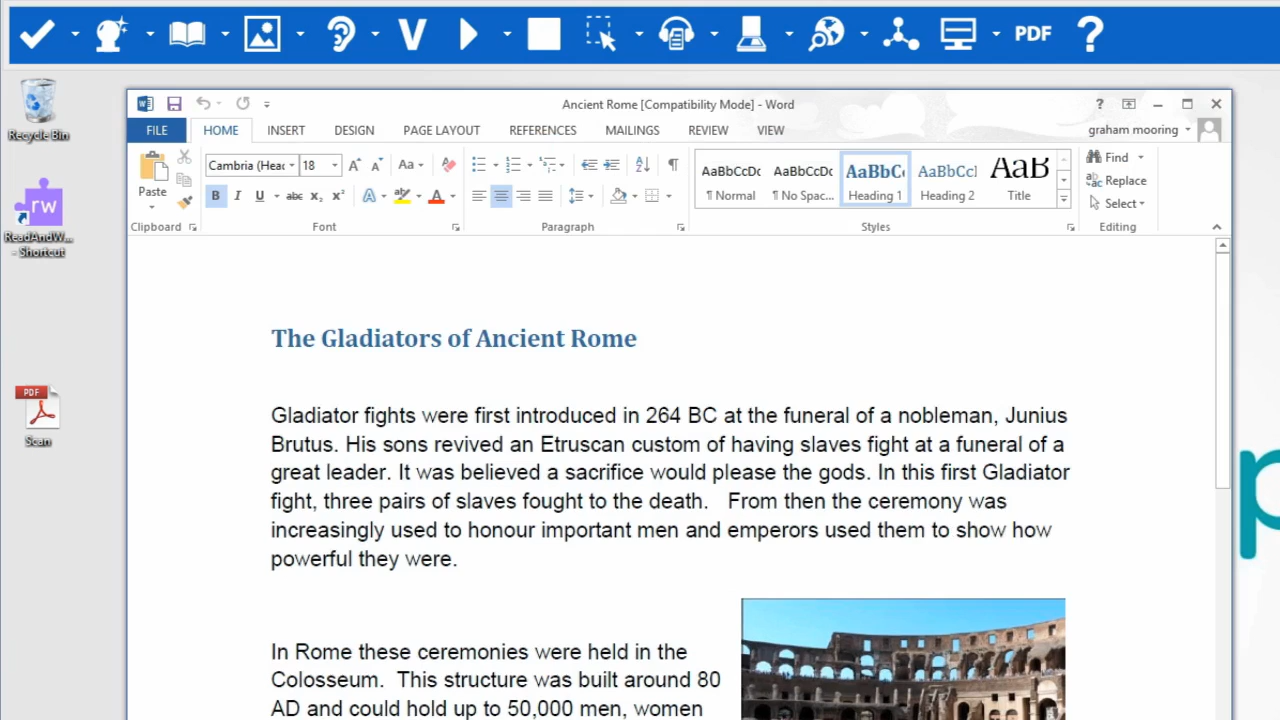 PDF
Recycle Bin
rw
ReadAndW...
- Shortcut
PDF
Scan
Ancient Rome [Compatibility Mode] - Word
FILE HOME INSERT DESIGN PAGE LAYOUT REFERENCES MAILINGS REVIEW VIEW
graham mooring
Paste
Cambria (Head 18
Aa
B I U abc x₂ x²
A ab A
AaBbCcDc AaBbCcDc AaBbC AaBbCcI AaB
¶ Normal ¶ No Spac... Heading 1 Heading 2 Title
Find
Replace
Select
Clipboard Font Paragraph Styles Editing
The Gladiators of Ancient Rome
Gladiator fights were first introduced in 264 BC at the funeral of a nobleman, Junius
Brutus. His sons revived an Etruscan custom of having slaves fight at a funeral of a
great leader. It was believed a sacrifice would please the gods. In this first Gladiator
fight, three pairs of slaves fought to the death. From then the ceremony was
increasingly used to honour important men and emperors used them to show how
powerful they were.
In Rome these ceremonies were held in the
Colosseum. This structure was built around 80
AD and could hold up to 50,000 men, women